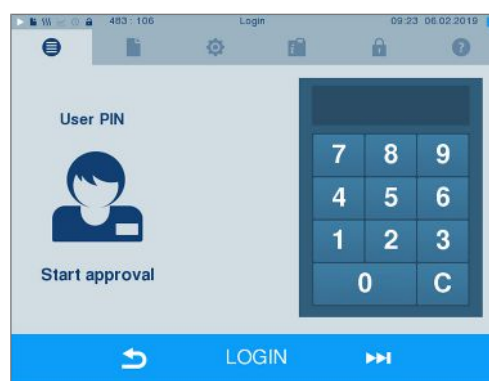 483 : 106 Login 09:23 06.02.2019
User PIN
Start approval
7 8 9
4 5 6
1 2 3
0 C
LOGIN